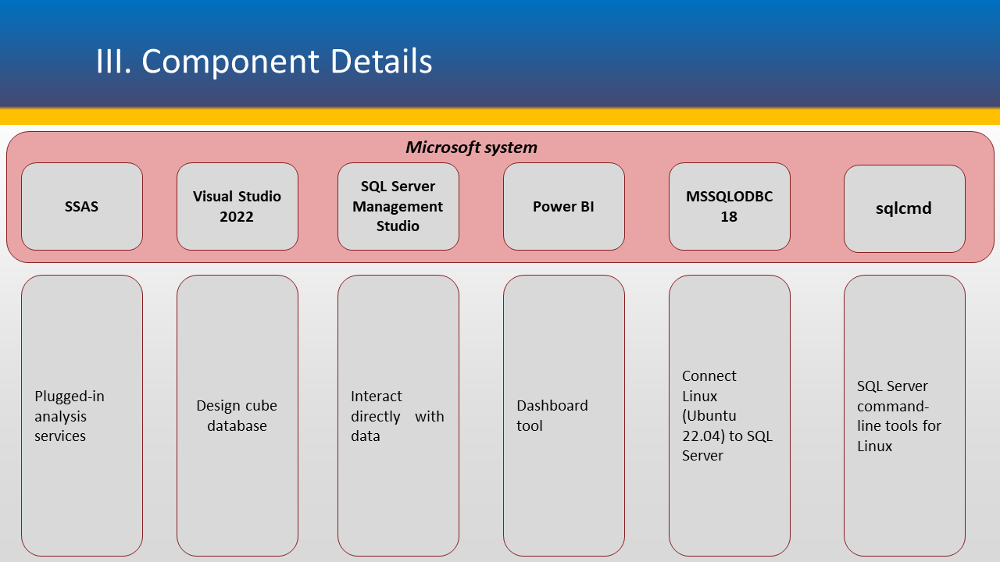 III. Component Details
Microsoft system
SSAS
Visual Studio
2022
SQL Server
Management
Studio
Power BI
MSSQLODBC
18
sqlcmd
Plugged-in
analysis
services
Design cube
database
Interact
directly with
data
Dashboard
tool
Connect
Linux
(Ubuntu
22.04) to SQL
Server
SQL Server
command-
line tools for
Linux